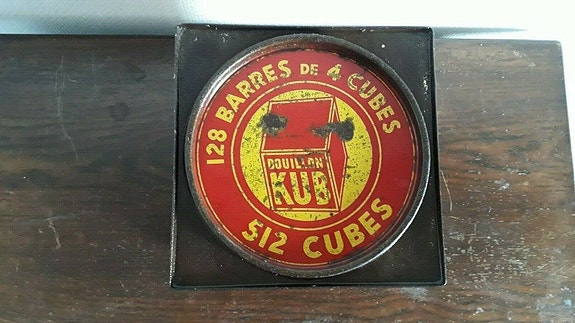 128 BARRES DE 4 CUBES
BOUILLON
KUB
512 CUBES